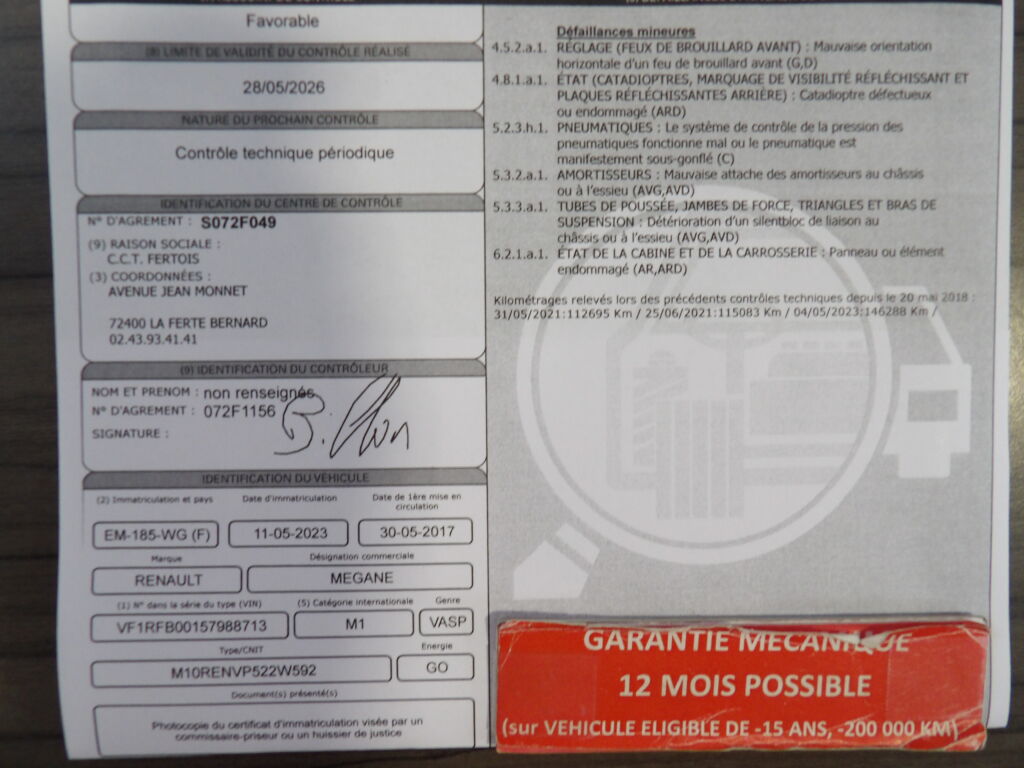 Favorable
(8) LIMITE DE VALIDITÉ DU CONTRÔLE RÉALISÉ
28/05/2026
NATURE DU PROCHAIN CONTRÔLE
Contrôle technique périodique
IDENTIFICATION DU CENTRE DE CONTRÔLE
N° D'AGREMENT : S072F049
(9) RAISON SOCIALE :
C.C.T. FERTOIS
(3) COORDONNÉES :
AVENUE JEAN MONNET
72400 LA FERTE BERNARD
02.43.93.41.41
(9) IDENTIFICATION DU CONTRÔLEUR
NOM ET PRENOM : non renseignés
N° D'AGREMENT : 072F1156
SIGNATURE :
IDENTIFICATION DU VÉHICULE
(2) Immatriculation et pays
Date d'immatriculation
Date de 1ère mise en
circulation
EM-185-WG (F)
11-05-2023
30-05-2017
Marque
Désignation commerciale
RENAULT
MEGANE
(1) N° dans la série du type (VIN)
(5) Catégorie internationale
Genre
VF1RFB00157988713
M1
VASP
Type/CNIT
Energie
M10RENVP522W592
GO
Document(s) présenté(s)
Photocopie du certificat d'immatriculation visée par un
commissaire-priseur ou un huissier de justice
Défaillances mineures
4.5.2.a.1. RÉGLAGE (FEUX DE BROUILLARD AVANT) : Mauvaise orientation
horizontale d'un feu de brouillard avant (G,D)
4.8.1.a.1. ÉTAT (CATADIOPTRES, MARQUAGE DE VISIBILITÉ RÉFLÉCHISSANT ET
PLAQUES RÉFLÉCHISSANTES ARRIÈRE) : Catadioptre défectueux
ou endommagé (ARD)
5.2.3.h.1. PNEUMATIQUES : Le système de contrôle de la pression des
pneumatiques fonctionne mal ou le pneumatique est
manifestement sous-gonflé (C)
5.3.2.a.1. AMORTISSEURS : Mauvaise attache des amortisseurs au châssis
ou à l'essieu (AVG,AVD)
5.3.3.a.1. TUBES DE POUSSÉE, JAMBES DE FORCE, TRIANGLES ET BRAS DE
SUSPENSION : Détérioration d'un silentbloc de liaison au
châssis ou à l'essieu (AVG,AVD)
6.2.1.a.1. ÉTAT DE LA CABINE ET DE LA CARROSSERIE : Panneau ou élément
endommagé (AR,ARD)
Kilométrages relevés lors des précédents contrôles techniques depuis le 20 mai 2018 :
31/05/2021:112695 Km / 25/06/2021:115083 Km / 04/05/2023:146288 Km /
GARANTIE MECANIQUE
12 MOIS POSSIBLE
(sur VEHICULE ELIGIBLE DE -15 ANS, -200 000 KM)